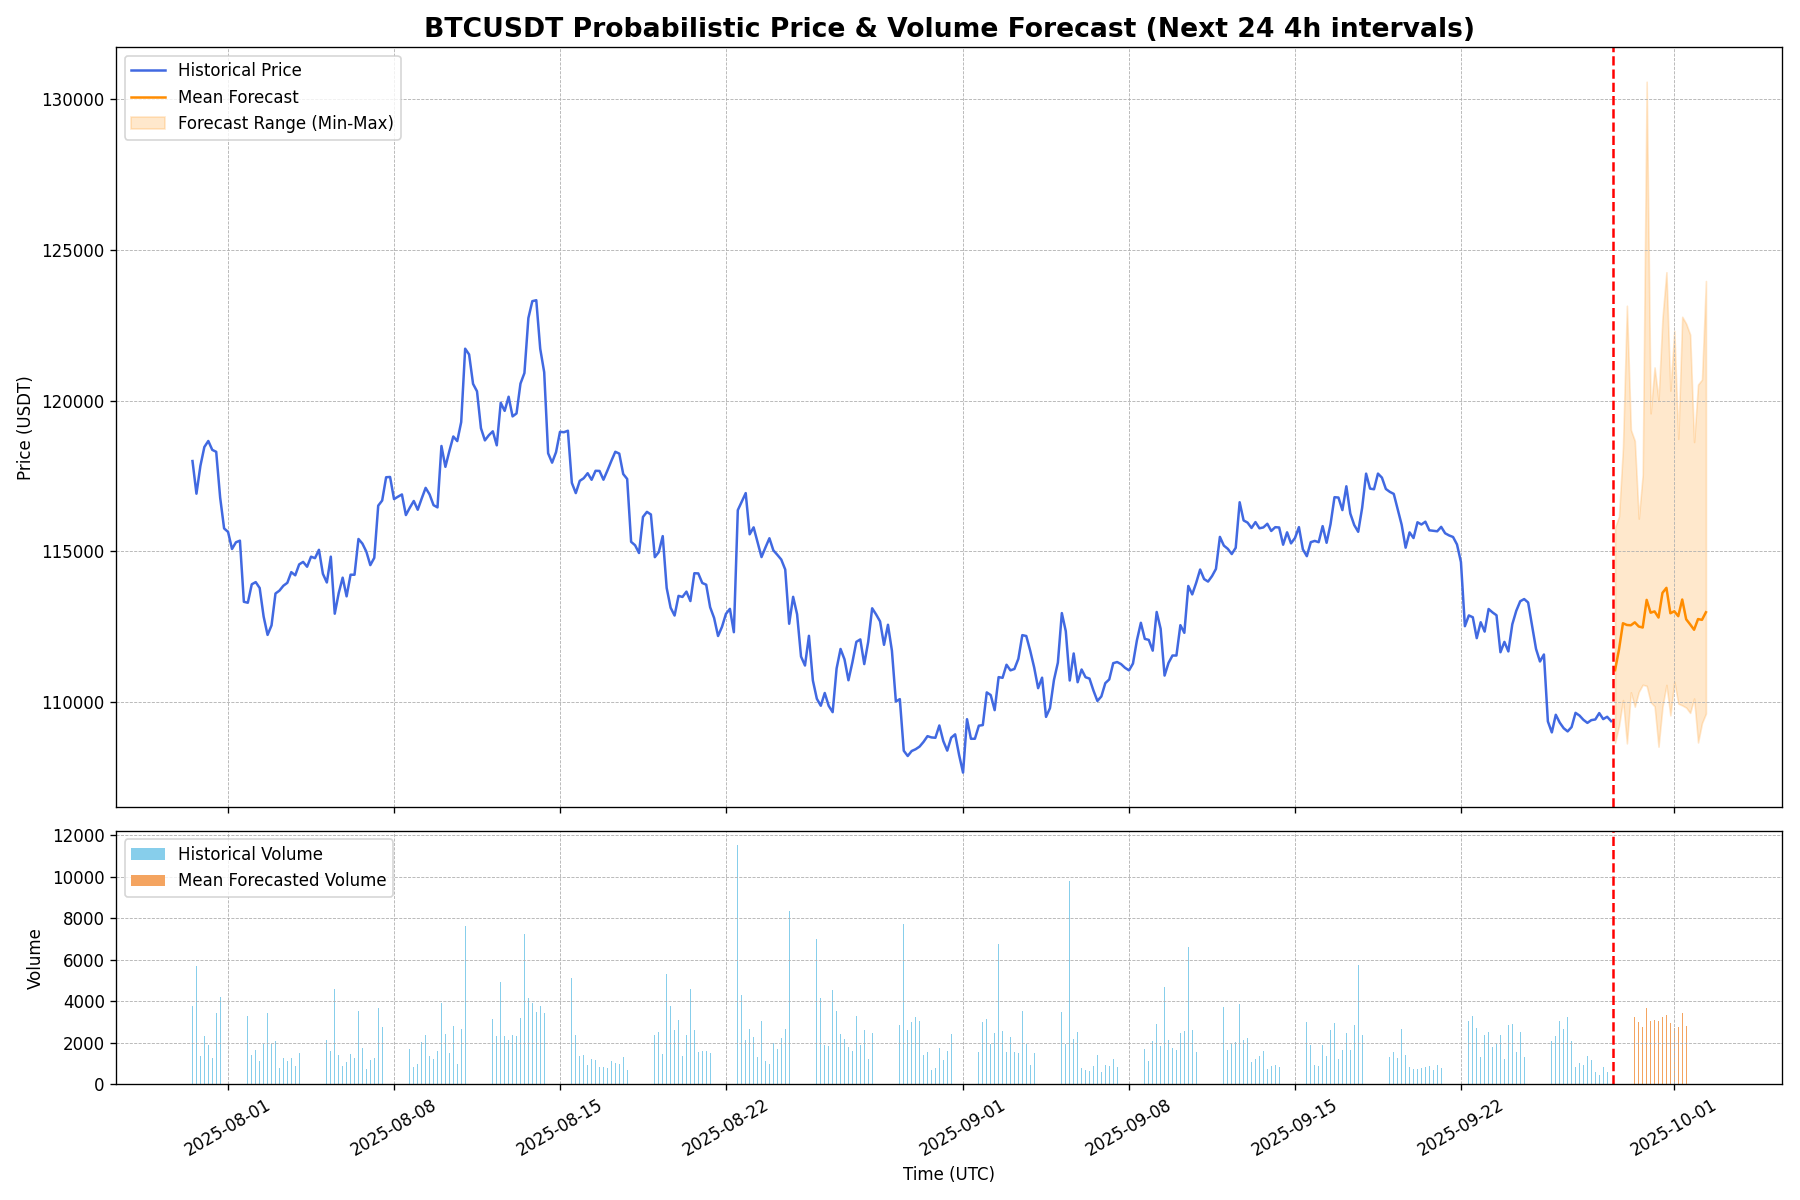 BTCUSDT Probabilistic Price & Volume Forecast (Next 24 4h intervals)
Historical Price
Mean Forecast
Forecast Range (Min-Max)
130000
125000
120000
115000
110000
Price (USDT)
Historical Volume
Mean Forecasted Volume
12000
10000
8000
6000
4000
2000
0
Volume
2025-08-01
2025-08-08
2025-08-15
2025-08-22
2025-09-01
2025-09-08
2025-09-15
2025-09-22
2025-10-01
Time (UTC)